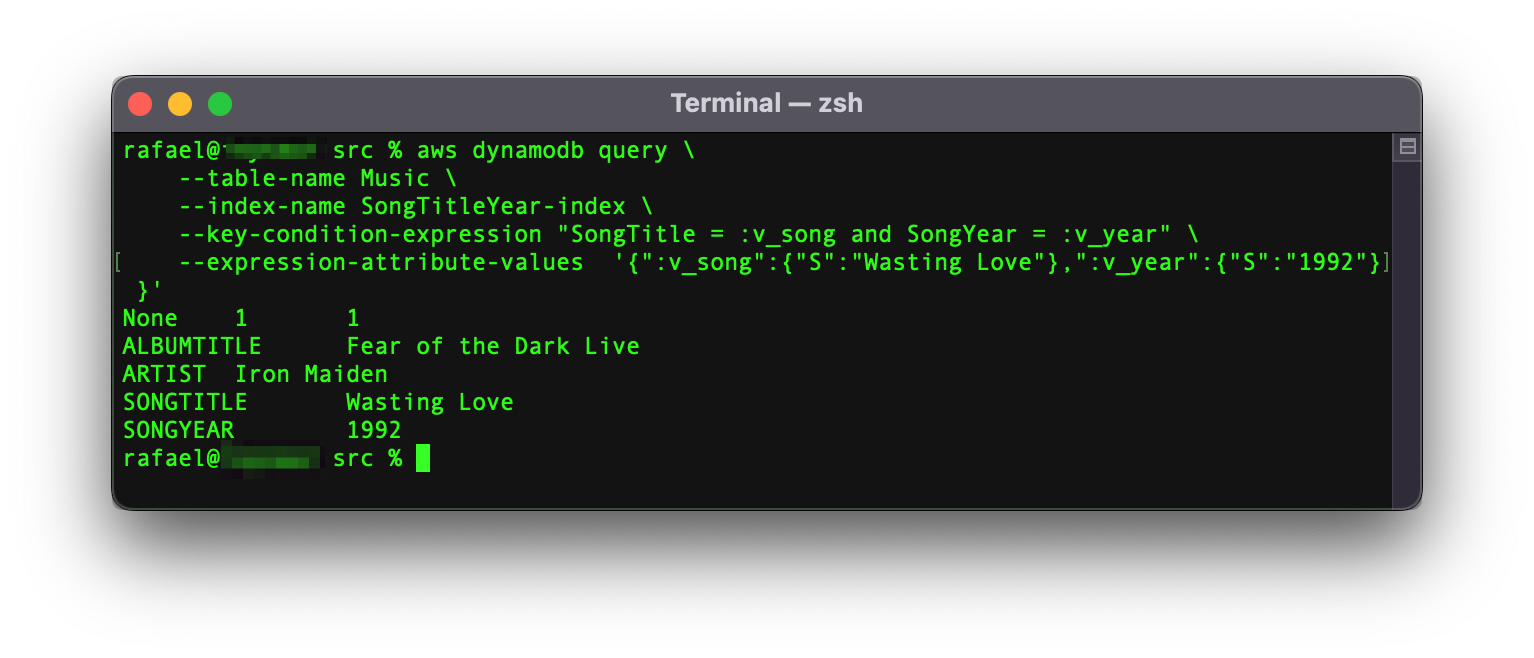 Terminal — zsh
rafael@ src % aws dynamodb query \
    --table-name Music \
    --index-name SongTitleYear-index \
    --key-condition-expression "SongTitle = :v_song and SongYear = :v_year" \
[    --expression-attribute-values  '{":v_song":{"S":"Wasting Love"},":v_year":{"S":"1992"}]
 }'
None    1       1
ALBUMTITLE      Fear of the Dark Live
ARTIST  Iron Maiden
SONGTITLE       Wasting Love
SONGYEAR        1992
rafael@ src %